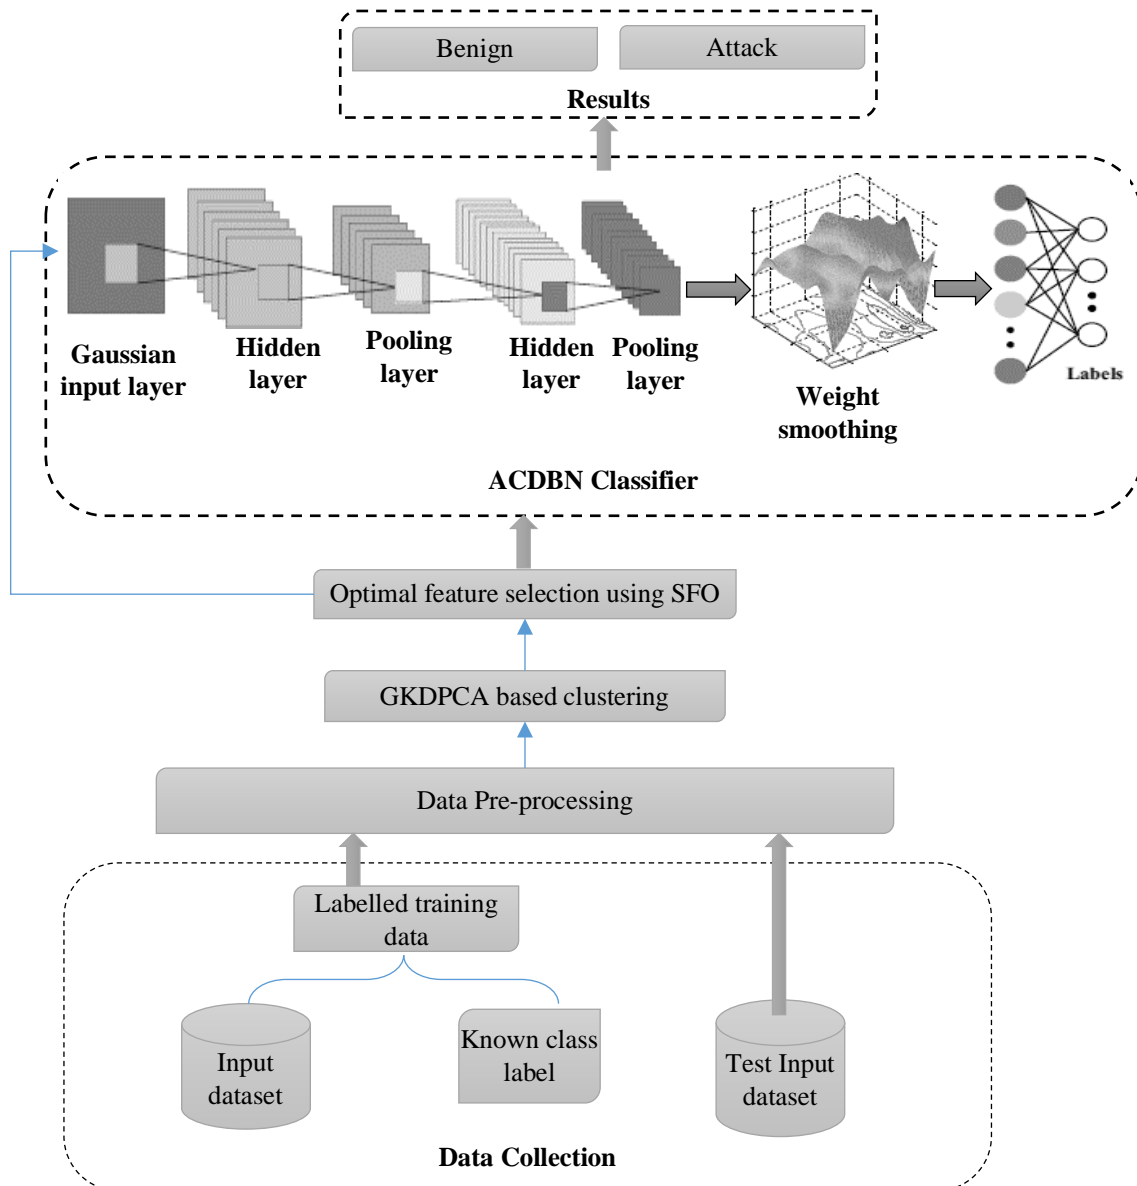 Benign
Attack
Results
Gaussian
input layer
Hidden
layer
Pooling
layer
Hidden
layer
Pooling
layer
Weight
smoothing
Labels
ACDBN Classifier
Optimal feature selection using SFO
GKDPCA based clustering
Data Pre-processing
Labelled training
data
Input
dataset
Known class
label
Test Input
dataset
Data Collection